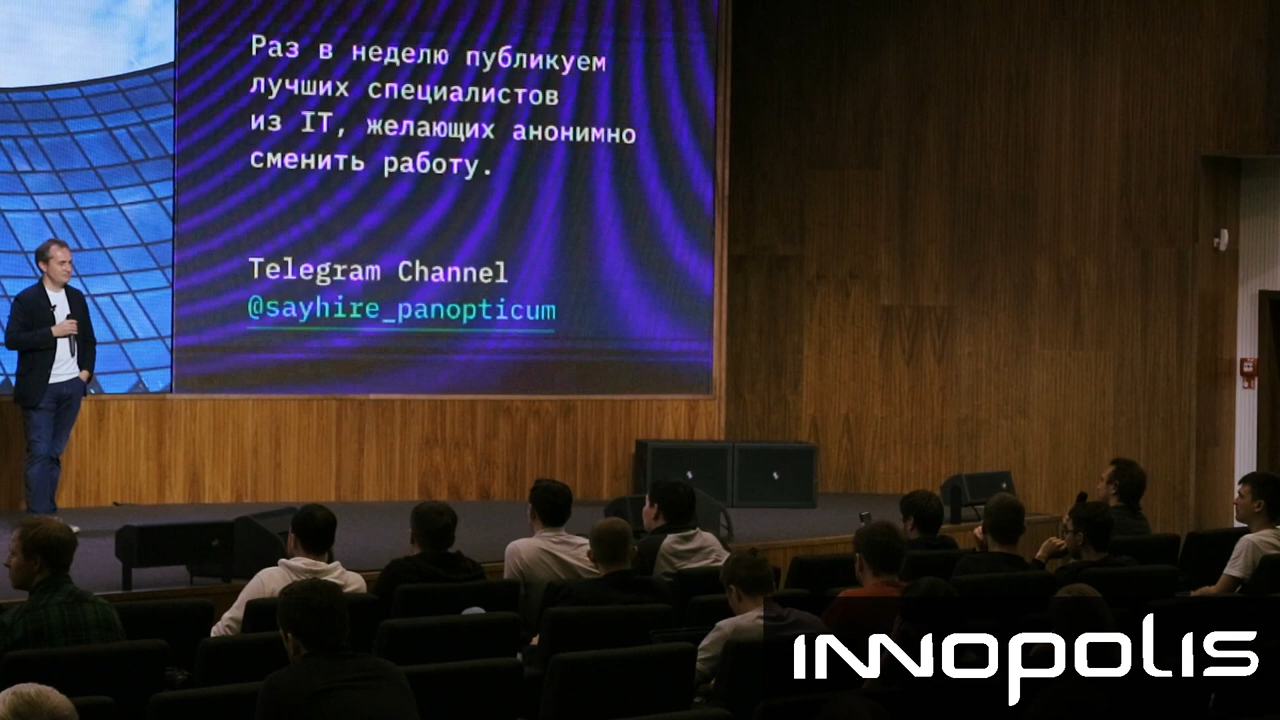 Раз в неделю публикуем
лучших специалистов
из IT, желающих анонимно
сменить работу.
Telegram Channel
@sayhire_panopticum
INNOPOLIS